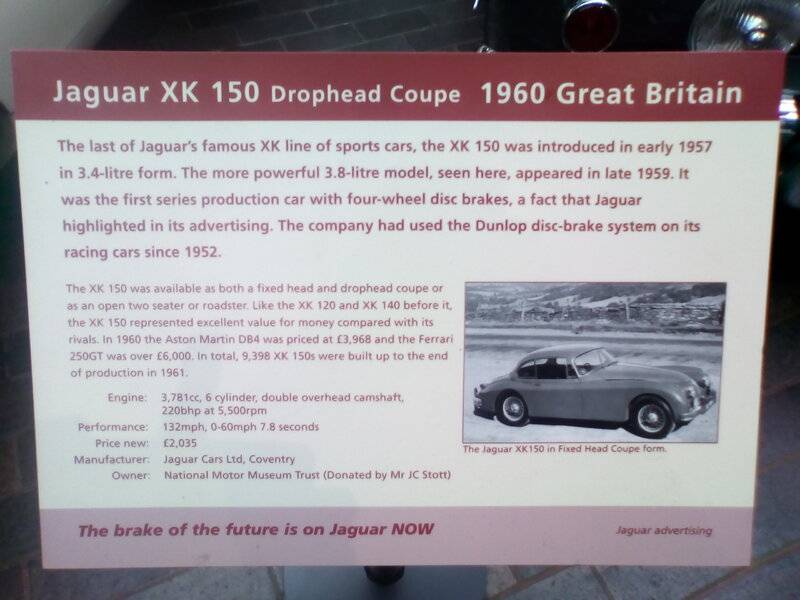 Jaguar XK 150 Drophead Coupe 1960 Great Britain
The last of Jaguar's famous XK line of sports cars, the XK 150 was introduced in early 1957
in 3.4-litre form. The more powerful 3.8-litre model, seen here, appeared in late 1959. It
was the first series production car with four-wheel disc brakes, a fact that Jaguar
highlighted in its advertising. The company had used the Dunlop disc-brake system on its
racing cars since 1952.
The XK 150 was available as both a fixed head and drophead coupe or
as an open two seater or roadster. Like the XK 120 and XK 140 before it,
the XK 150 represented excellent value for money compared with its
rivals. In 1960 the Aston Martin DB4 was priced at £3,968 and the Ferrari
250GT was over £6,000. In total, 9,398 XK 150s were built up to the end
of production in 1961.
Engine: 3,781cc, 6 cylinder, double overhead camshaft,
220bhp at 5,500rpm
Performance: 132mph, 0-60mph 7.8 seconds
Price new: £2,035
Manufacturer: Jaguar Cars Ltd, Coventry
Owner: National Motor Museum Trust (Donated by Mr JC Stott)
The Jaguar XK150 in Fixed Head Coupe form.
The brake of the future is on Jaguar NOW
Jaguar advertising